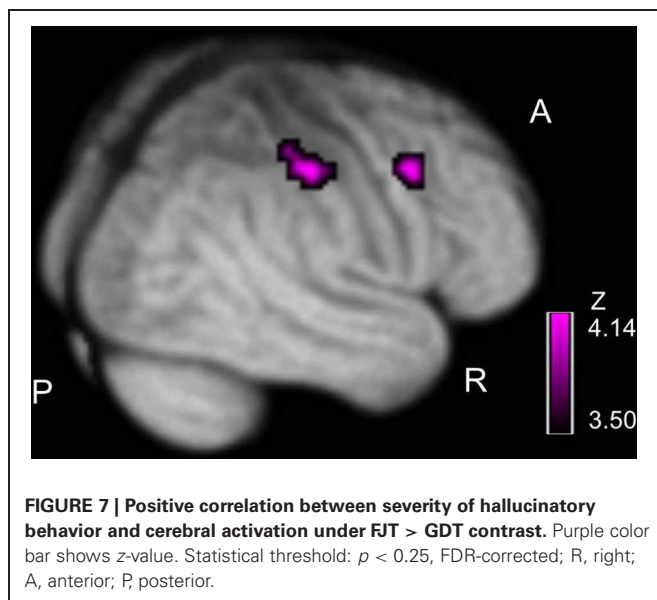 A
Z
4.14
R
P
3.50
FIGURE 7 | Positive correlation between severity of hallucinatory
behavior and cerebral activation under FJT > GDT contrast. Purple color
bar shows z-value. Statistical threshold: p < 0.25, FDR-corrected; R, right;
A, anterior; P, posterior.